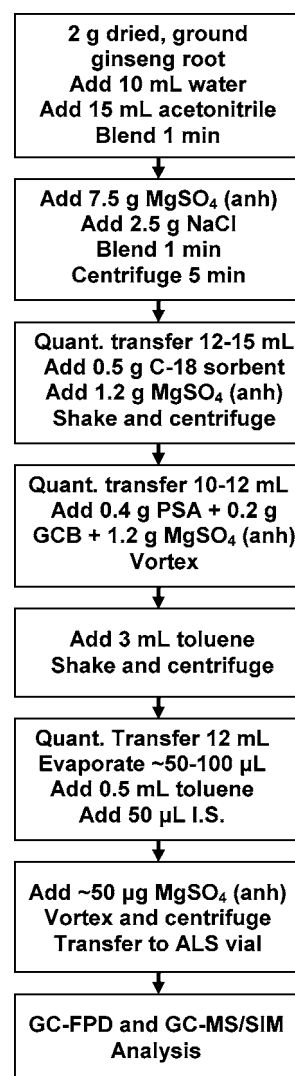 2 g dried, ground
ginseng root
Add 10 mL water
Add 15 mL acetonitrile
Blend 1 min
Add 7.5 g MgSO₄ (anh)
Add 2.5 g NaCl
Blend 1 min
Centrifuge 5 min
Quant. transfer 12-15 mL
Add 0.5 g C-18 sorbent
Add 1.2 g MgSO₄ (anh)
Shake and centrifuge
Quant. transfer 10-12 mL
Add 0.4 g PSA + 0.2 g
GCB + 1.2 g MgSO₄ (anh)
Vortex
Add 3 mL toluene
Shake and centrifuge
Quant. Transfer 12 mL
Evaporate ~50-100 µL
Add 0.5 mL toluene
Add 50 µL I.S.
Add ~50 µg MgSO₄ (anh)
Vortex and centrifuge
Transfer to ALS vial
GC-FPD and GC-MS/SIM
Analysis